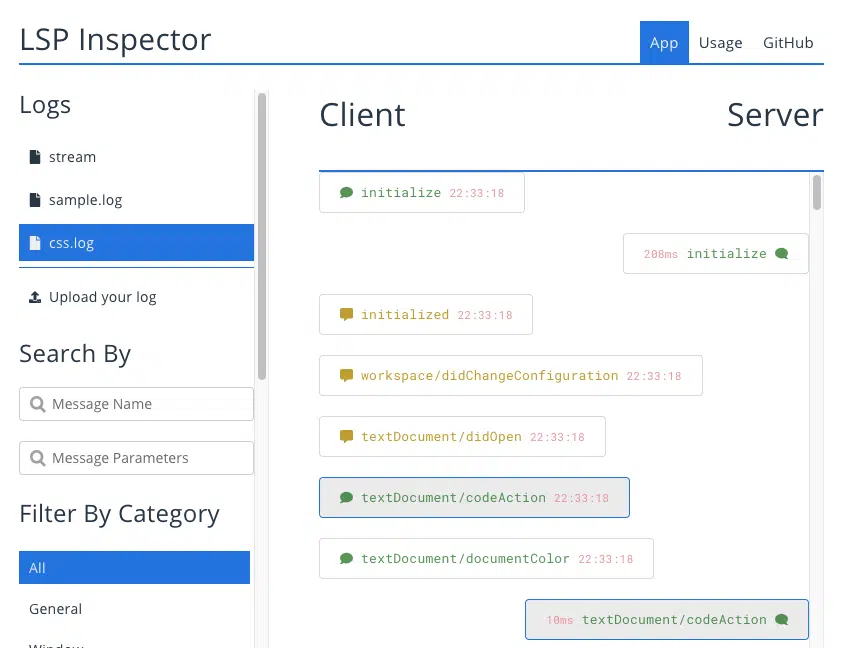 LSP Inspector
App Usage GitHub
Logs
stream
sample.log
css.log
Upload your log
Search By
Message Name
Message Parameters
Filter By Category
All
General
Window
Client Server
initialize 22:33:18
208ms initialize
initialized 22:33:18
workspace/didChangeConfiguration 22:33:18
textDocument/didOpen 22:33:18
textDocument/codeAction 22:33:18
textDocument/documentColor 22:33:18
10ms textDocument/codeAction